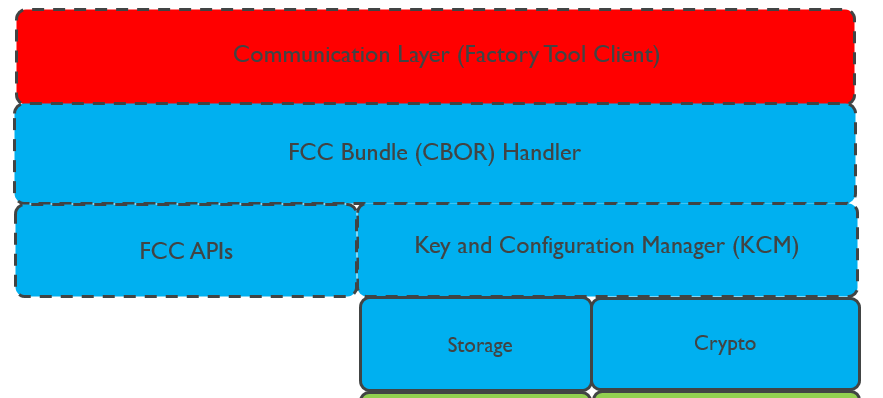 Communication Layer (Factory Tool Client)
FCC Bundle (CBOR) Handler
FCC APIs
Key and Configuration Manager (KCM)
Storage
Crypto